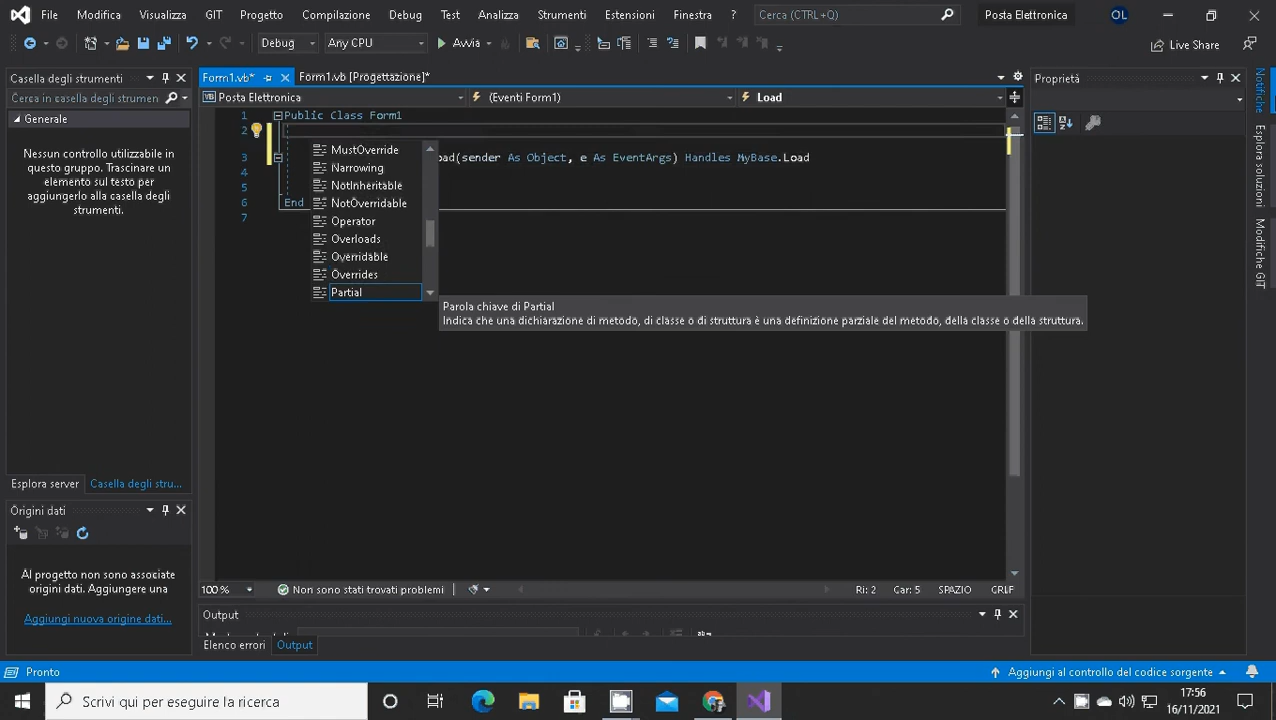 File Modifica Visualizza GIT Progetto Compilazione Debug Test Analizza Strumenti Estensioni Finestra ? Cerca (CTRL+Q) Posta Elettronica OL
Debug Any CPU Avvia Live Share
Casella degli strumenti
Cerca in casella degli strumen
Generale
Nessun controllo utilizzabile in
questo gruppo. Trascinare un
elemento sul testo per
aggiungerlo alla casella degli
strumenti.
Esplora server Casella degli stru...
Origini dati
Al progetto non sono associate
origini dati. Aggiungere una
Aggiungi nuova origine dati...
Form1.vb* Form1.vb [Progettazione]*
VB Posta Elettronica (Eventi Form1) Load
1 Public Class Form1
2
3 oad(sender As Object, e As EventArgs) Handles MyBase.Load
4
5
6 End
7
MustOverride
Narrowing
NotInheritable
NotOverridable
Operator
Overloads
Overridable
Overrides
Partial
Parola chiave di Partial
Indica che una dichiarazione di metodo, di classe o di struttura è una definizione parziale del metodo, della classe o della struttura.
100 % Non sono stati trovati problemi Ri: 2 Car: 5 SPAZIO CRLF
Output
Elenco errori Output
Proprietà
Notifiche
Esplora soluzioni
Modifiche GIT
Pronto Aggiungi al controllo del codice sorgente
Scrivi qui per eseguire la ricerca
17:56
16/11/2021